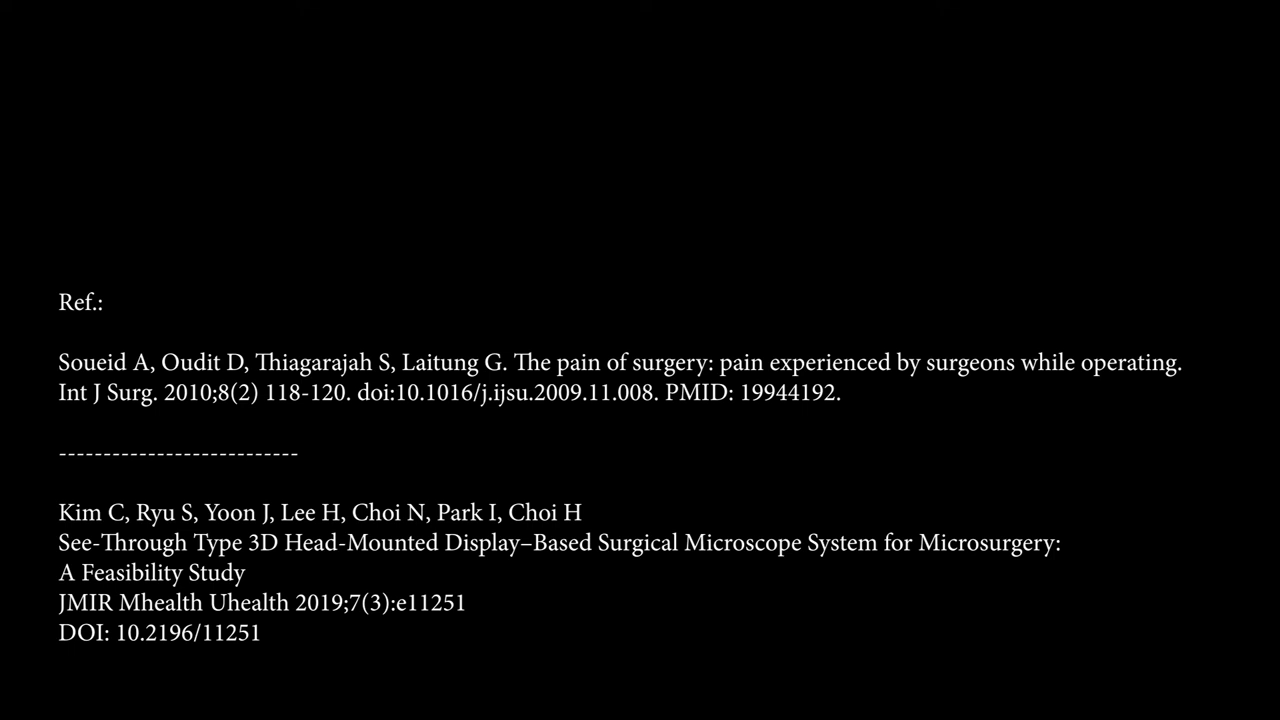 Ref.:
Soueid A, Oudit D, Thiagarajah S, Laitung G. The pain of surgery: pain experienced by surgeons while operating.
Int J Surg. 2010;8(2) 118-120. doi:10.1016/j.ijsu.2009.11.008. PMID: 19944192.
---------------------------
Kim C, Ryu S, Yoon J, Lee H, Choi N, Park I, Choi H
See-Through Type 3D Head-Mounted Display–Based Surgical Microscope System for Microsurgery:
A Feasibility Study
JMIR Mhealth Uhealth 2019;7(3):e11251
DOI: 10.2196/11251